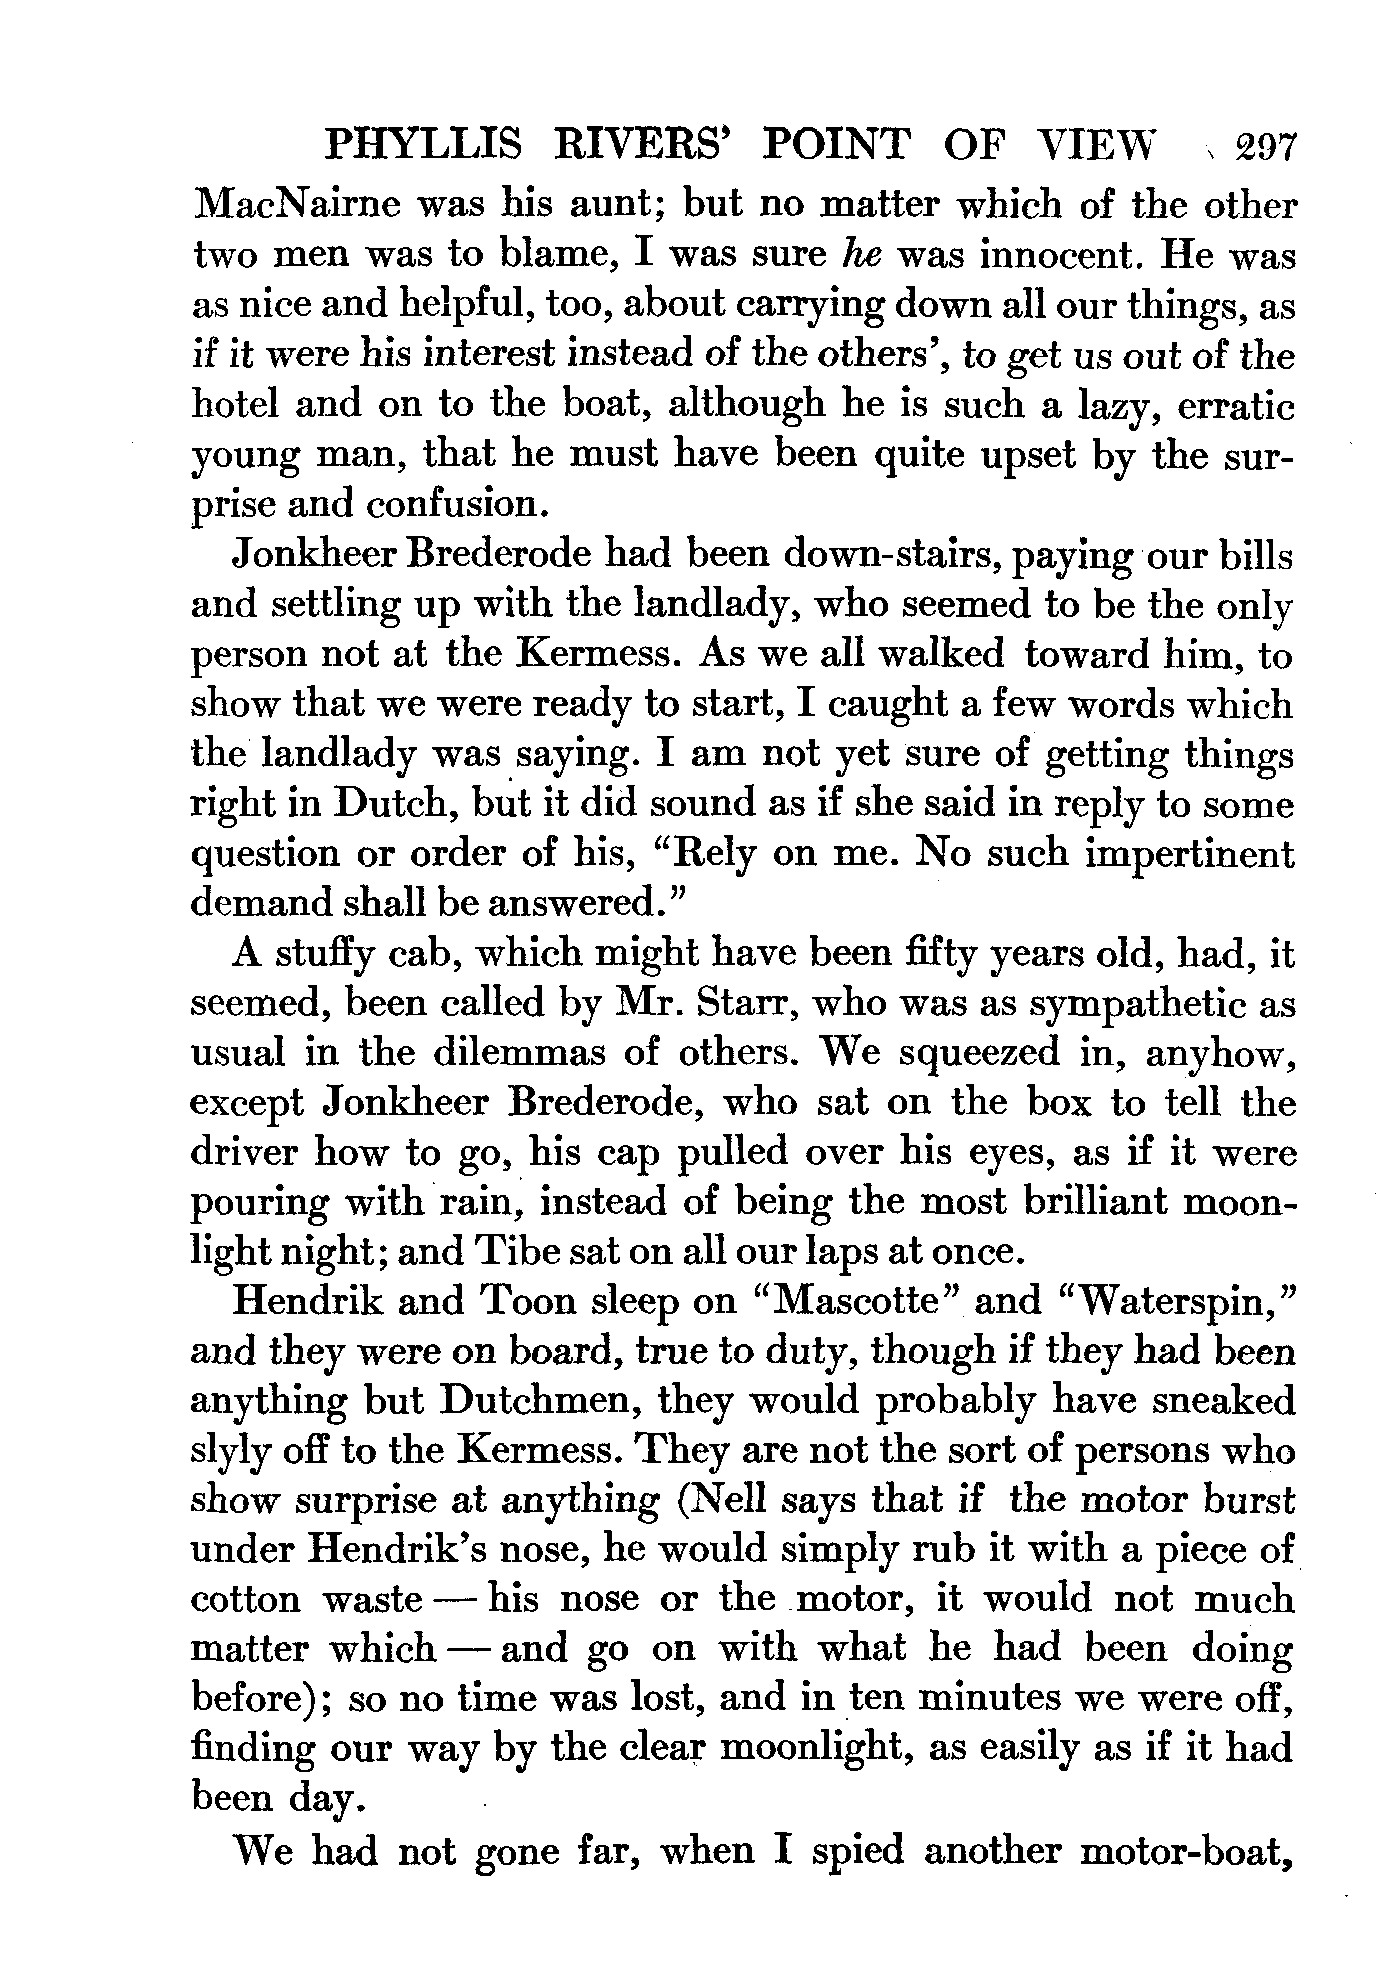 PHYLLIS RIVERS' POINT OF VIEW 297
MacNairne was his aunt; but no matter which of the other
two men was to blame, I was sure he was innocent. He was
as nice and helpful, too, about carrying down all our things, as
if it were his interest instead of the others', to get us out of the
hotel and on to the boat, although he is such a lazy, erratic
young man, that he must have been quite upset by the sur-
prise and confusion.
Jonkheer Brederode had been down-stairs, paying our bills
and settling up with the landlady, who seemed to be the only
person not at the Kermess. As we all walked toward him, to
show that we were ready to start, I caught a few words which
the landlady was saying. I am not yet sure of getting things
right in Dutch, but it did sound as if she said in reply to some
question or order of his, "Rely on me. No such impertinent
demand shall be answered."
A stuffy cab, which might have been fifty years old, had, it
seemed, been called by Mr. Starr, who was as sympathetic as
usual in the dilemmas of others. We squeezed in, anyhow,
except Jonkheer Brederode, who sat on the box to tell the
driver how to go, his cap pulled over his eyes, as if it were
pouring with rain, instead of being the most brilliant moon-
light night; and Tibe sat on all our laps at once.
Hendrik and Toon sleep on "Mascotte" and "Waterspin,"
and they were on board, true to duty, though if they had been
anything but Dutchmen, they would probably have sneaked
slyly off to the Kermess. They are not the sort of persons who
show surprise at anything (Nell says that if the motor burst
under Hendrik's nose, he would simply rub it with a piece of
cotton waste — his nose or the motor, it would not much
matter which — and go on with what he had been doing
before); so no time was lost, and in ten minutes we were off,
finding our way by the clear moonlight, as easily as if it had
been day.
We had not gone far, when I spied another motor-boat,